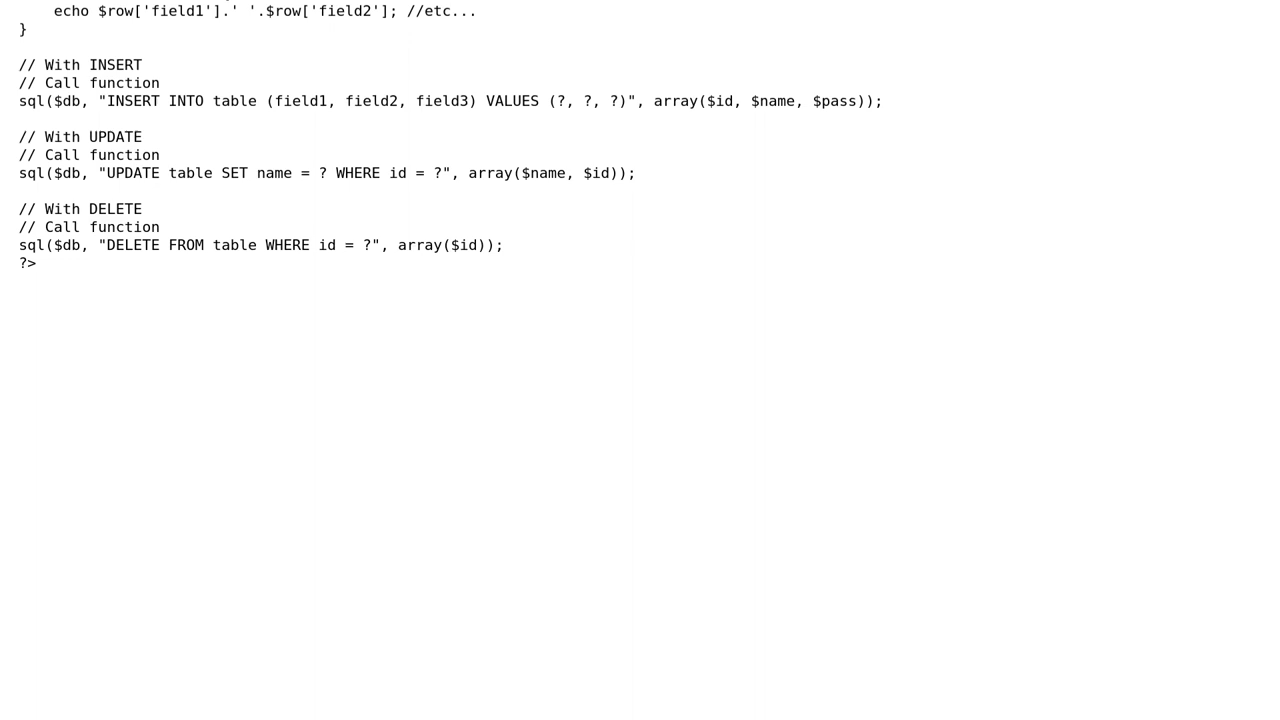 echo $row['field1'].' '.$row['field2']; //etc...
}

// With INSERT
// Call function
sql($db, "INSERT INTO table (field1, field2, field3) VALUES (?, ?, ?)", array($id, $name, $pass));

// With UPDATE
// Call function
sql($db, "UPDATE table SET name = ? WHERE id = ?", array($name, $id));

// With DELETE
// Call function
sql($db, "DELETE FROM table WHERE id = ?", array($id));
?>